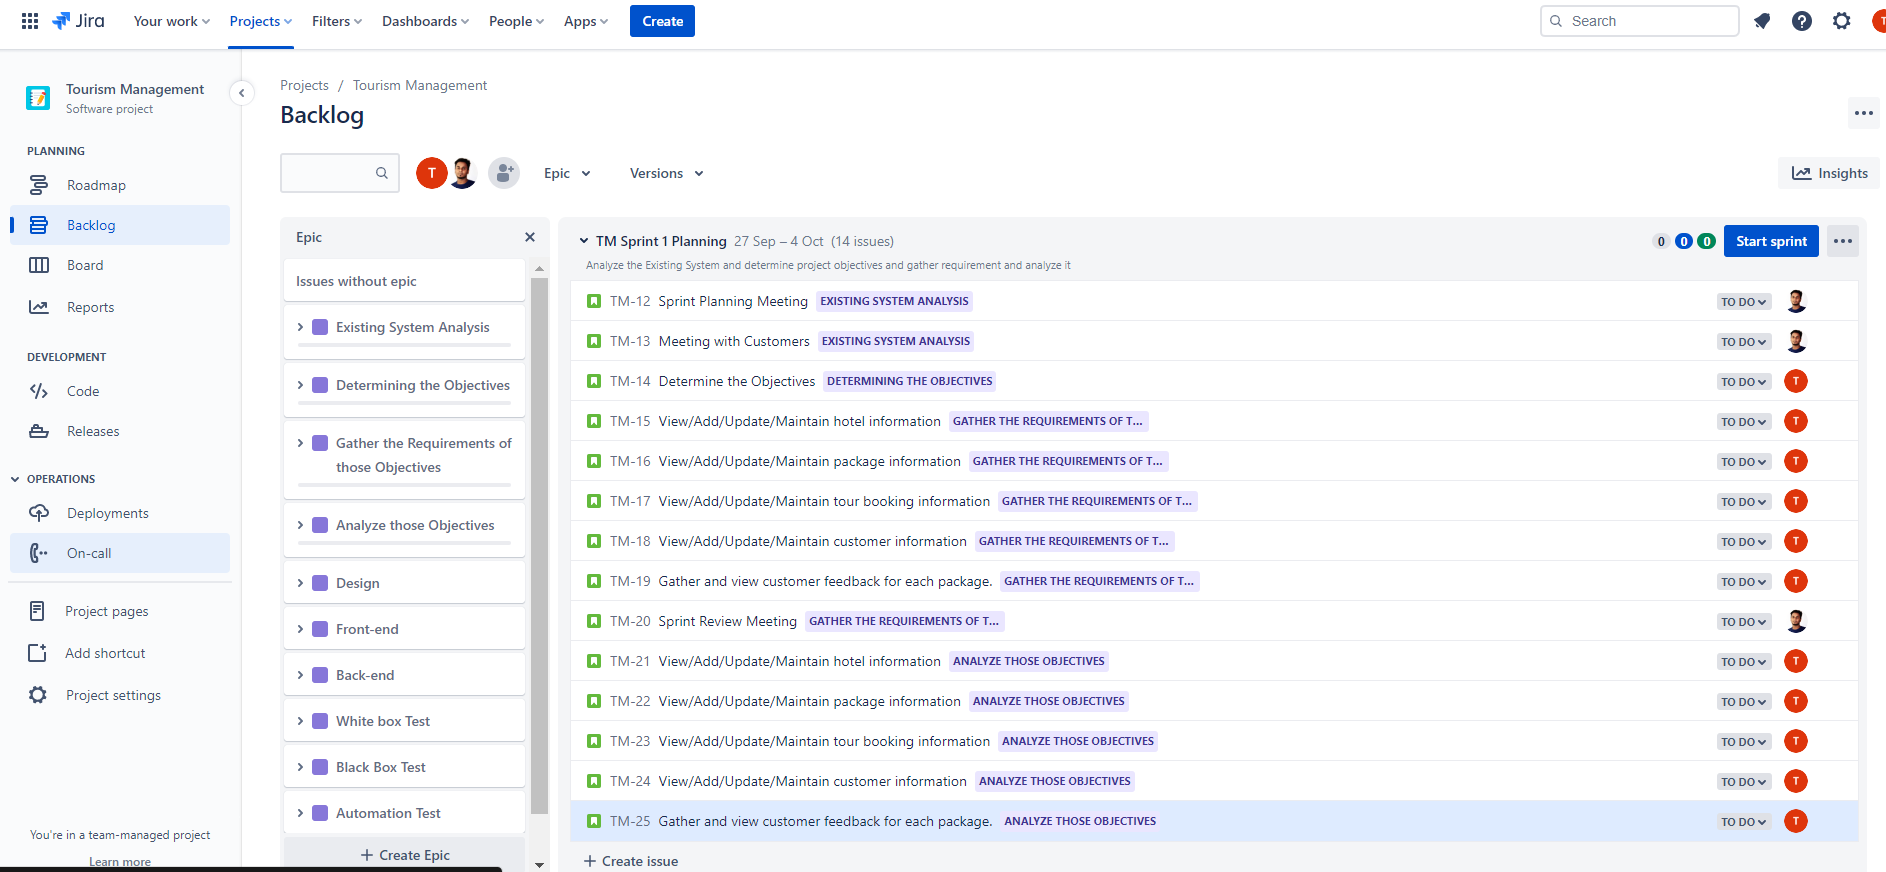 Jira
Your work
Projects
Filters
Dashboards
People
Apps
Create
Search
T
Tourism Management
Software project
PLANNING
Roadmap
Backlog
Board
Reports
DEVELOPMENT
Code
Releases
OPERATIONS
Deployments
On-call
Project pages
Add shortcut
Project settings
You're in a team-managed project
Learn more
Projects / Tourism Management
Backlog
T
Epic
Versions
Insights
Epic
Issues without epic
Existing System Analysis
Determining the Objectives
Gather the Requirements of
those Objectives
Analyze those Objectives
Design
Front-end
Back-end
White box Test
Black Box Test
Automation Test
+ Create Epic
TM Sprint 1 Planning 27 Sep – 4 Oct (14 issues) 0 0 0 Start sprint
Analyze the Existing System and determine project objectives and gather requirement and analyze it
TM-12 Sprint Planning Meeting EXISTING SYSTEM ANALYSIS TO DO
TM-13 Meeting with Customers EXISTING SYSTEM ANALYSIS TO DO
TM-14 Determine the Objectives DETERMINING THE OBJECTIVES TO DO T
TM-15 View/Add/Update/Maintain hotel information GATHER THE REQUIREMENTS OF T... TO DO T
TM-16 View/Add/Update/Maintain package information GATHER THE REQUIREMENTS OF T... TO DO T
TM-17 View/Add/Update/Maintain tour booking information GATHER THE REQUIREMENTS OF T... TO DO T
TM-18 View/Add/Update/Maintain customer information GATHER THE REQUIREMENTS OF T... TO DO T
TM-19 Gather and view customer feedback for each package. GATHER THE REQUIREMENTS OF T... TO DO T
TM-20 Sprint Review Meeting GATHER THE REQUIREMENTS OF T... TO DO
TM-21 View/Add/Update/Maintain hotel information ANALYZE THOSE OBJECTIVES TO DO T
TM-22 View/Add/Update/Maintain package information ANALYZE THOSE OBJECTIVES TO DO T
TM-23 View/Add/Update/Maintain tour booking information ANALYZE THOSE OBJECTIVES TO DO T
TM-24 View/Add/Update/Maintain customer information ANALYZE THOSE OBJECTIVES TO DO T
TM-25 Gather and view customer feedback for each package. ANALYZE THOSE OBJECTIVES TO DO T
+ Create issue